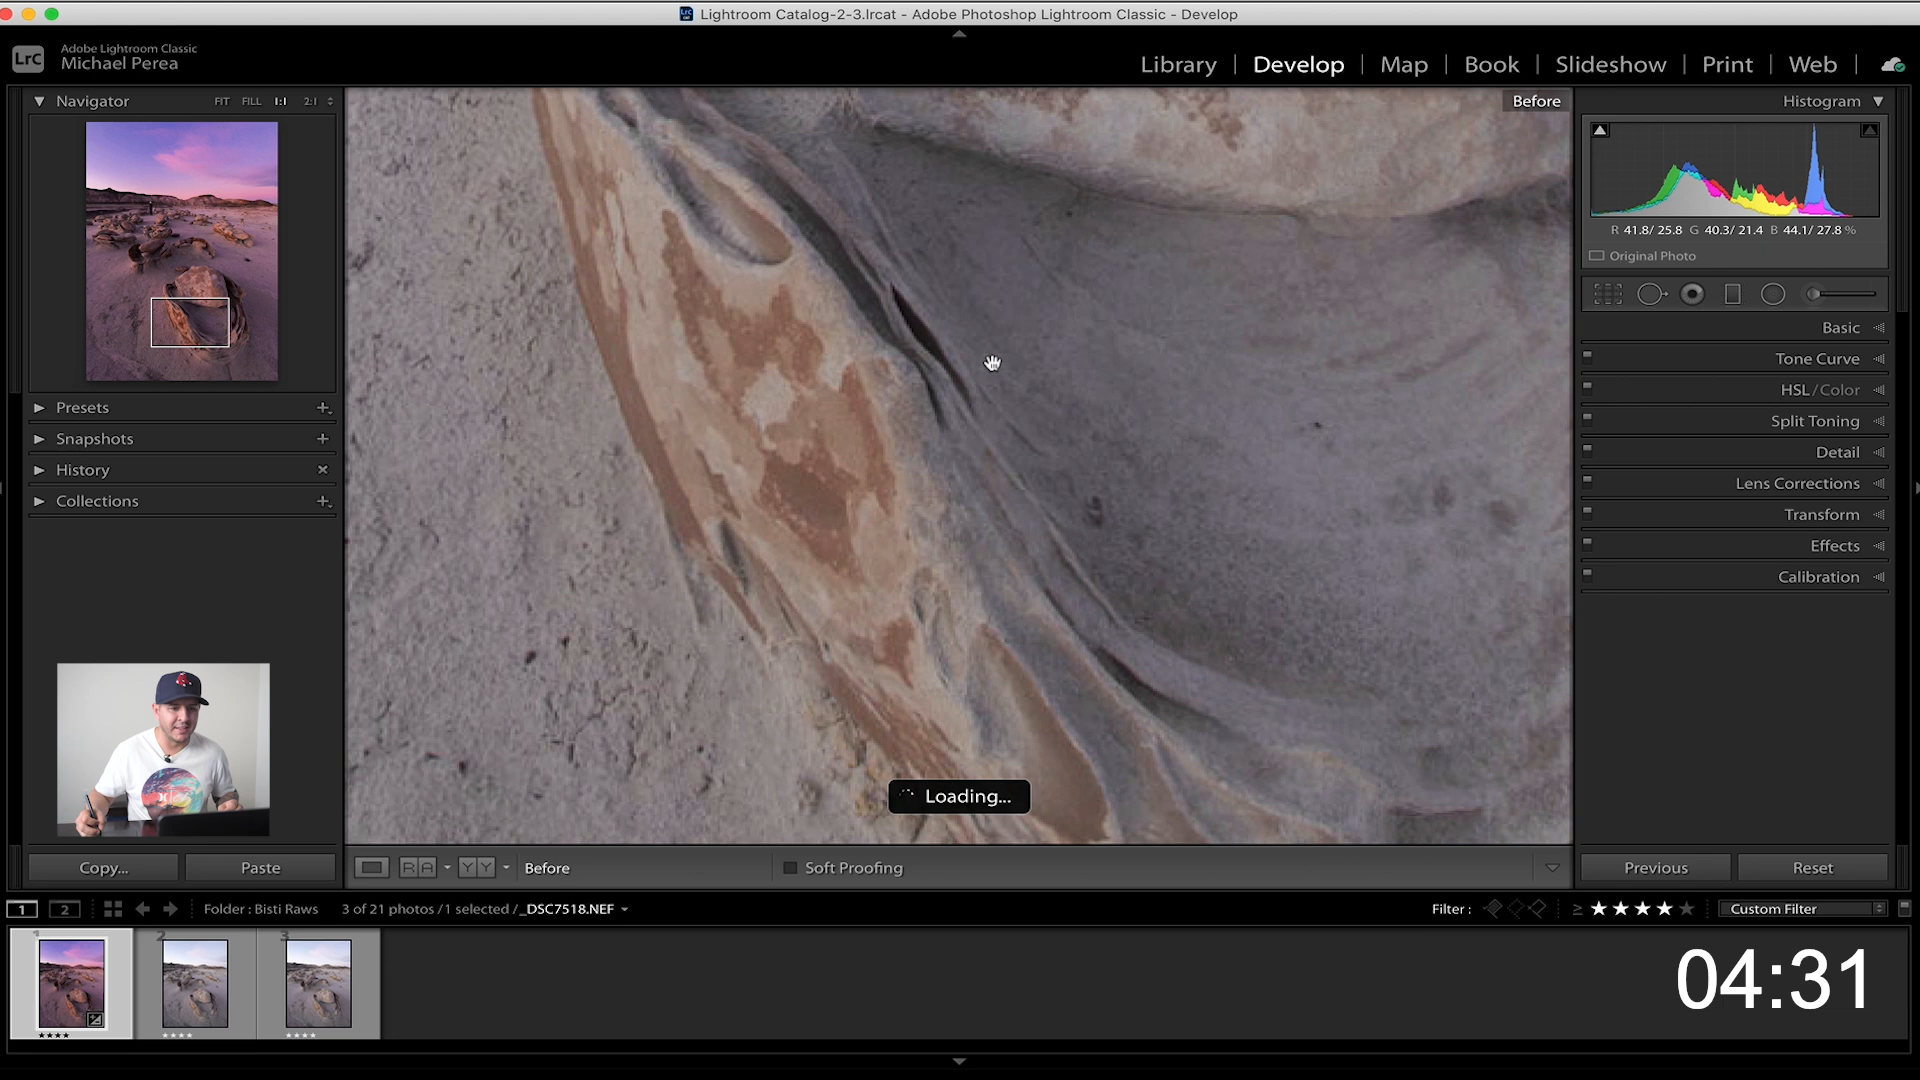 Lightroom Catalog-2-3.lrcat - Adobe Photoshop Lightroom Classic - Develop
LrC
Adobe Lightroom Classic
Michael Perea
Library | Develop | Map | Book | Slideshow | Print | Web |
Navigator FIT FILL 1:1 2:1
Before
Histogram
R 41.8/ 25.8 G 40.3/ 21.4 B 44.1/ 27.8 %
Original Photo
Basic
Tone Curve
HSL / Color
Split Toning
Detail
Lens Corrections
Transform
Effects
Calibration
Presets
Snapshots
History
Collections
Loading...
Copy... Paste
R A Y Y Before Soft Proofing
Previous Reset
1 2 Folder : Bisti Raws 3 of 21 photos / 1 selected / _DSC7518.NEF
Filter : ≥ ★★★★★ Custom Filter
1 2 3
★★★★ ★★★★ ★★★★
04:31